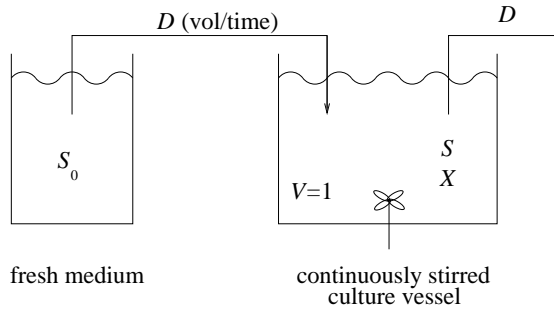 D (vol/time)
D
S₀
S
X
V=1
fresh medium
continuously stirred
culture vessel